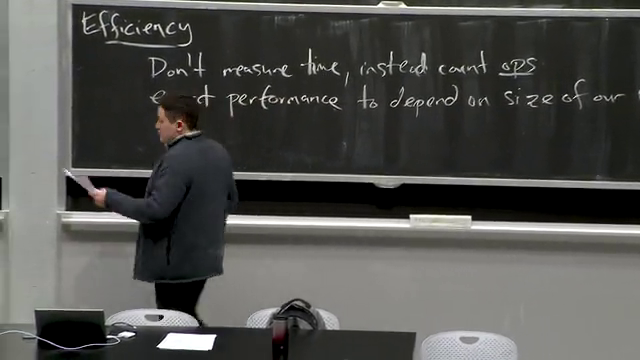 Efficiency
Don't measure time, instead count ops
performance to depend on size of our